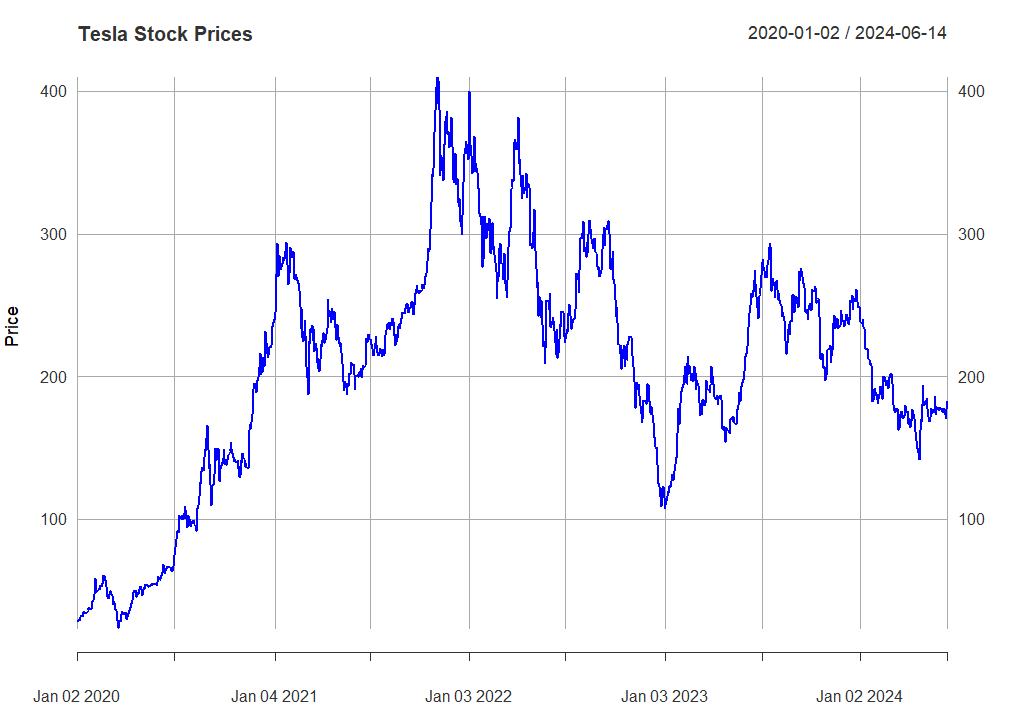 Tesla Stock Prices
2020-01-02 / 2024-06-14
400
400
300
300
Price
200
200
100
100
Jan 02 2020
Jan 04 2021
Jan 03 2022
Jan 03 2023
Jan 02 2024